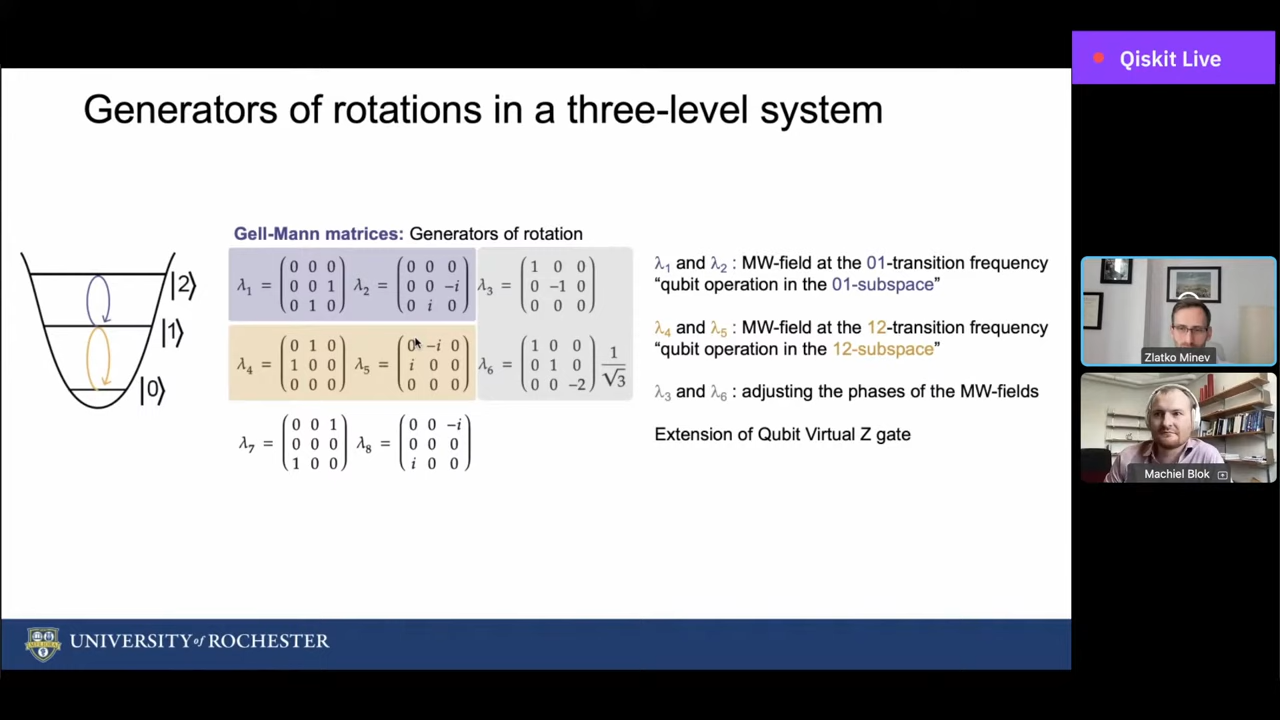 Qiskit Live
Generators of rotations in a three-level system
Gell-Mann matrices: Generators of rotation
|2⟩
|1⟩
|0⟩
λ₁ = (0 0 0; 0 0 1; 0 1 0) λ₂ = (0 0 0; 0 0 −i; 0 i 0) λ₃ = (1 0 0; 0 −1 0; 0 0 0)
λ₄ = (0 1 0; 1 0 0; 0 0 0) λ₅ = (0 −i 0; i 0 0; 0 0 0) λ₆ = (1 0 0; 0 1 0; 0 0 −2) 1/√3
λ₇ = (0 0 1; 0 0 0; 1 0 0) λ₈ = (0 0 −i; 0 0 0; i 0 0)
λ₁ and λ₂ : MW-field at the 01-transition frequency
“qubit operation in the 01-subspace”
λ₄ and λ₅ : MW-field at the 12-transition frequency
“qubit operation in the 12-subspace”
λ₃ and λ₆ : adjusting the phases of the MW-fields
Extension of Qubit Virtual Z gate
Zlatko Minev
Machiel Blok
UNIVERSITY of ROCHESTER